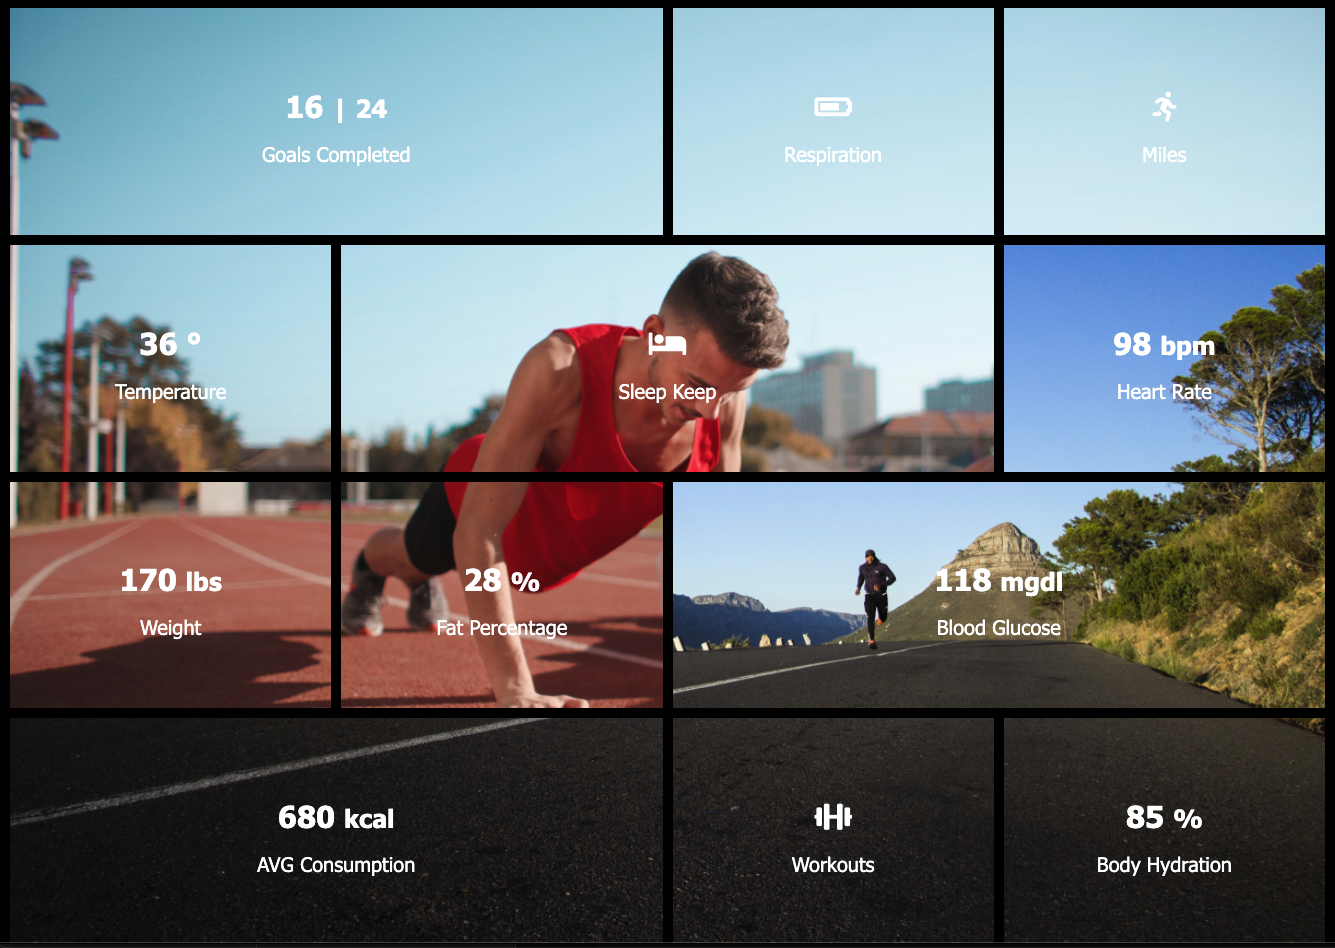 16 | 24
Goals Completed
Respiration
Miles
36 °
Temperature
Sleep Keep
98 bpm
Heart Rate
170 lbs
Weight
28 %
Fat Percentage
118 mgdl
Blood Glucose
680 kcal
AVG Consumption
Workouts
85 %
Body Hydration